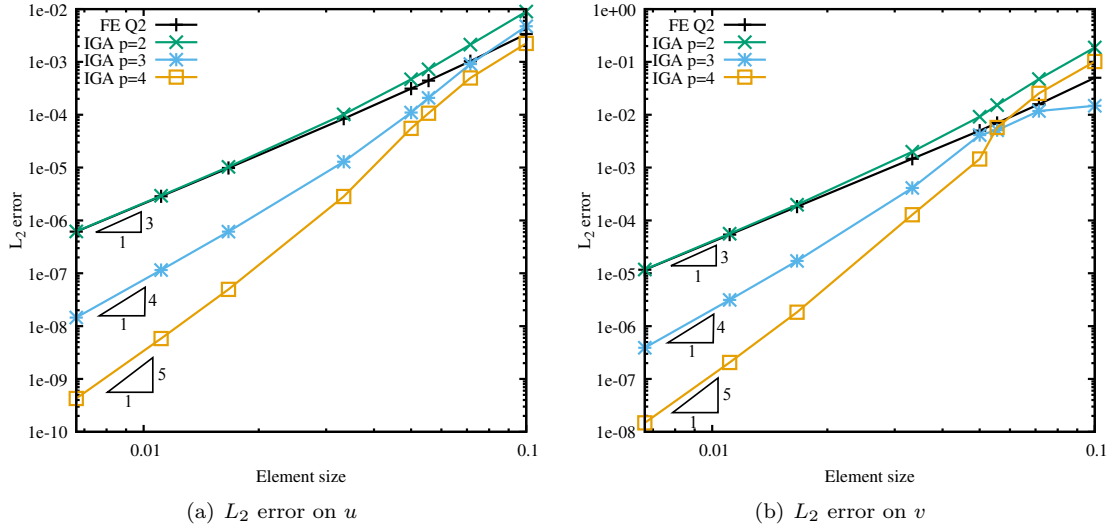 FE Q2
IGA p=2
IGA p=3
IGA p=4
1e-02
1e-03
1e-04
1e-05
1e-06
1e-07
1e-08
1e-09
1e-10
L2 error
3
1
4
1
5
1
0.01
0.1
Element size
(a) L2 error on u
FE Q2
IGA p=2
IGA p=3
IGA p=4
1e+00
1e-01
1e-02
1e-03
1e-04
1e-05
1e-06
1e-07
1e-08
L2 error
3
1
4
1
5
1
0.01
0.1
Element size
(b) L2 error on v